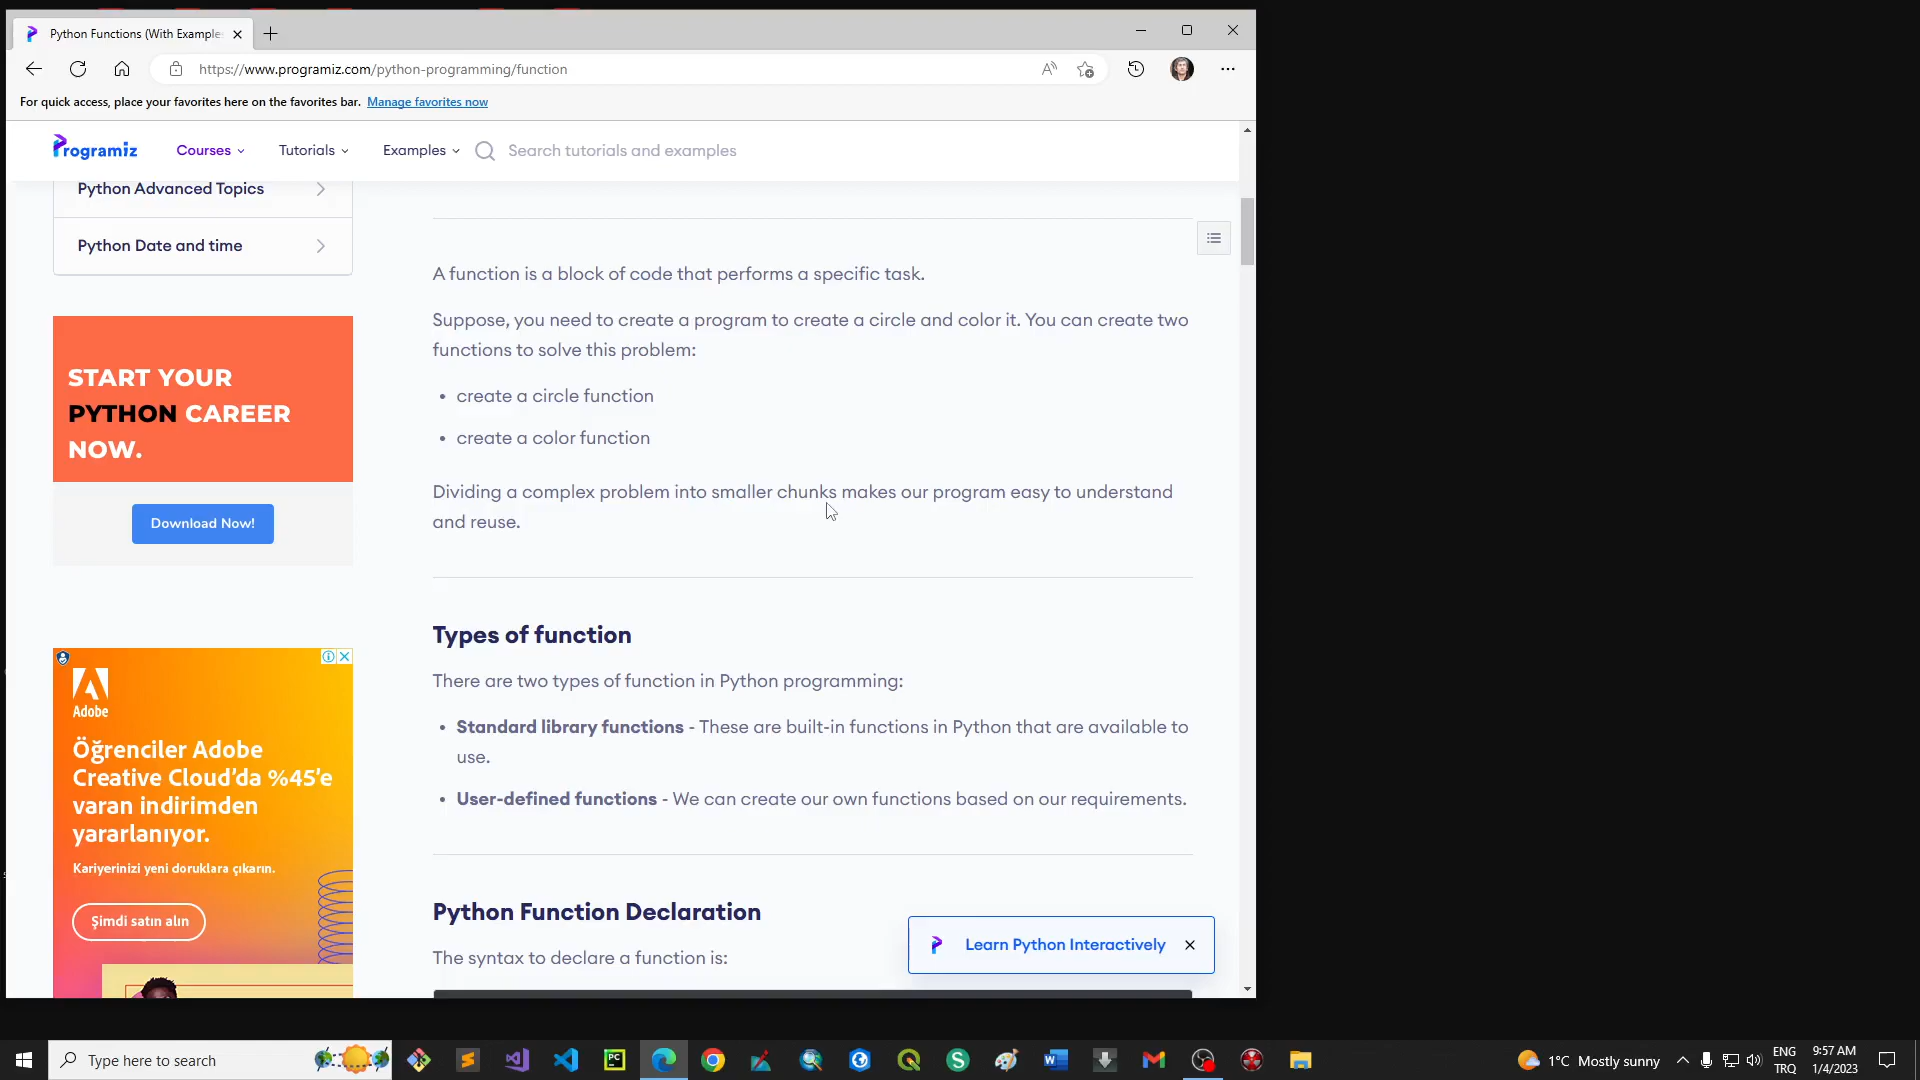 Python Functions (With Example
https://www.programiz.com/python-programming/function
For quick access, place your favorites here on the favorites bar. Manage favorites now
Programiz
Courses
Tutorials
Examples
Search tutorials and examples
Python Advanced Topics
Python Date and time
START YOUR
PYTHON CAREER
NOW.
Download Now!
Adobe
Öğrenciler Adobe
Creative Cloud'da %45'e
varan indirimden
yararlanıyor.
Kariyerinizi yeni doruklara çıkarın.
Şimdi satın alın
A function is a block of code that performs a specific task.
Suppose, you need to create a program to create a circle and color it. You can create two
functions to solve this problem:
• create a circle function
• create a color function
Dividing a complex problem into smaller chunks makes our program easy to understand
and reuse.
Types of function
There are two types of function in Python programming:
• Standard library functions - These are built-in functions in Python that are available to
use.
• User-defined functions - We can create our own functions based on our requirements.
Python Function Declaration
The syntax to declare a function is:
Learn Python Interactively
Type here to search
PC
1°C Mostly sunny
ENG
TRQ
9:57 AM
1/4/2023